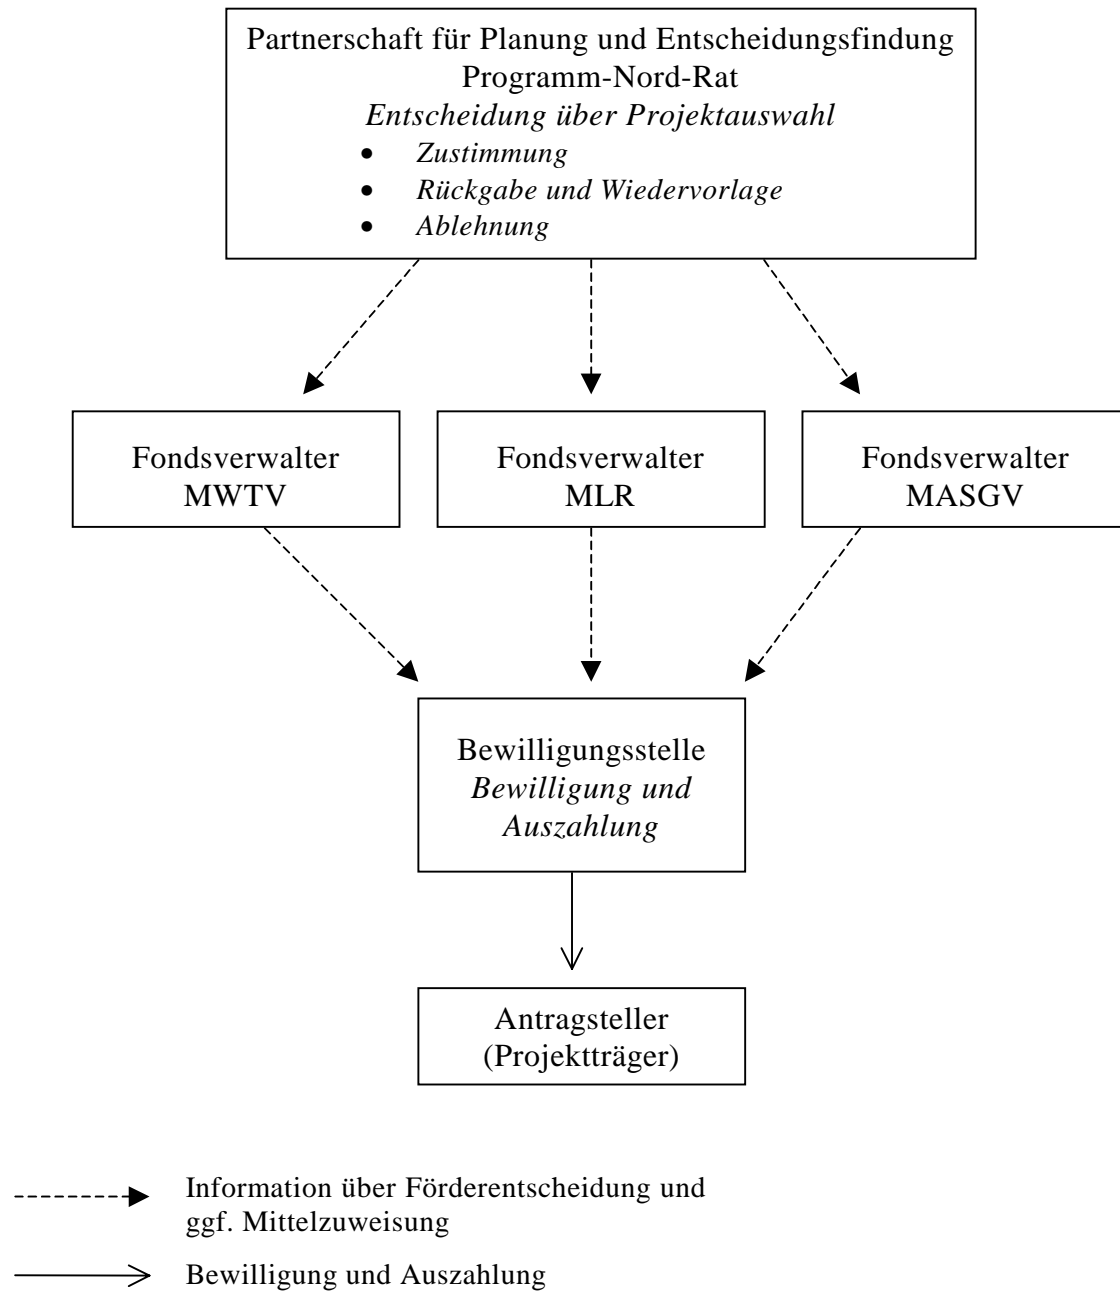 Partnerschaft für Planung und Entscheidungsfindung
Programm-Nord-Rat
Entscheidung über Projektauswahl
• Zustimmung
• Rückgabe und Wiedervorlage
• Ablehnung
Fondsverwalter
MWTV
Fondsverwalter
MLR
Fondsverwalter
MASGV
Bewilligungsstelle
Bewilligung und
Auszahlung
Antragsteller
(Projektträger)
Information über Förderentscheidung und
ggf. Mittelzuweisung
Bewilligung und Auszahlung